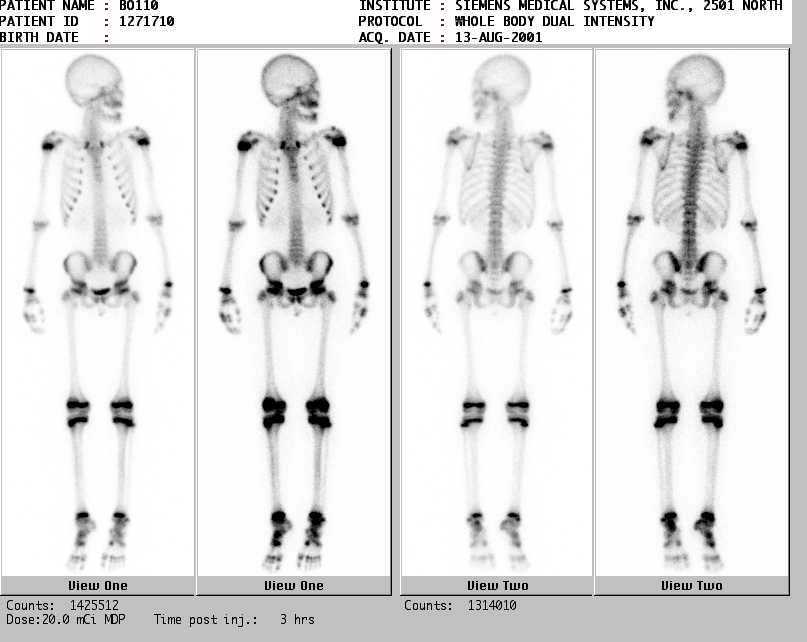 PATIENT NAME : BO110 INSTITUTE : SIEMENS MEDICAL SYSTEMS, INC., 2501 NORTH
PATIENT ID : 1271710 PROTOCOL : WHOLE BODY DUAL INTENSITY
BIRTH DATE : ACQ. DATE : 13-AUG-2001
View One View One View Two View Two
Counts: 1425512 Counts: 1314010
Dose:20.0 mCi MDP Time post inj.: 3 hrs